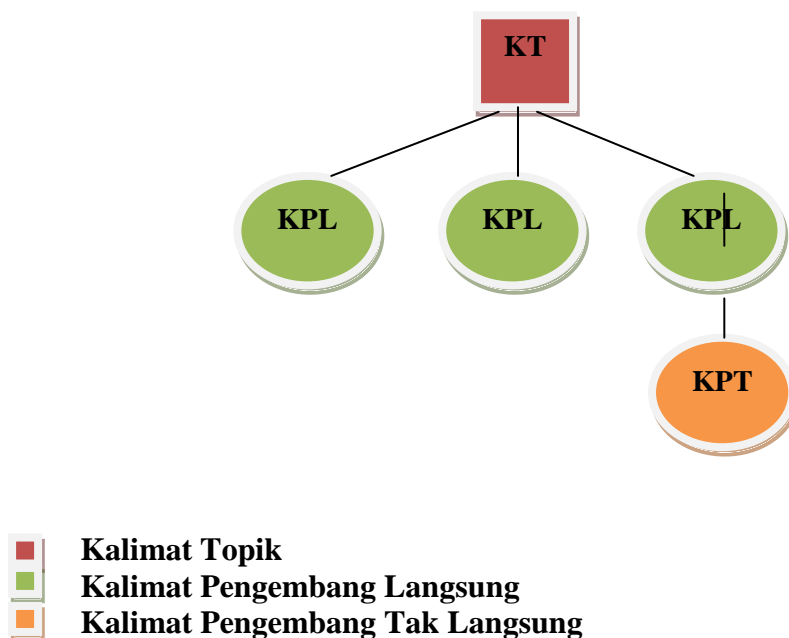 KT
KPL KPL KPL
KPT
Kalimat Topik
Kalimat Pengembang Langsung
Kalimat Pengembang Tak Langsung